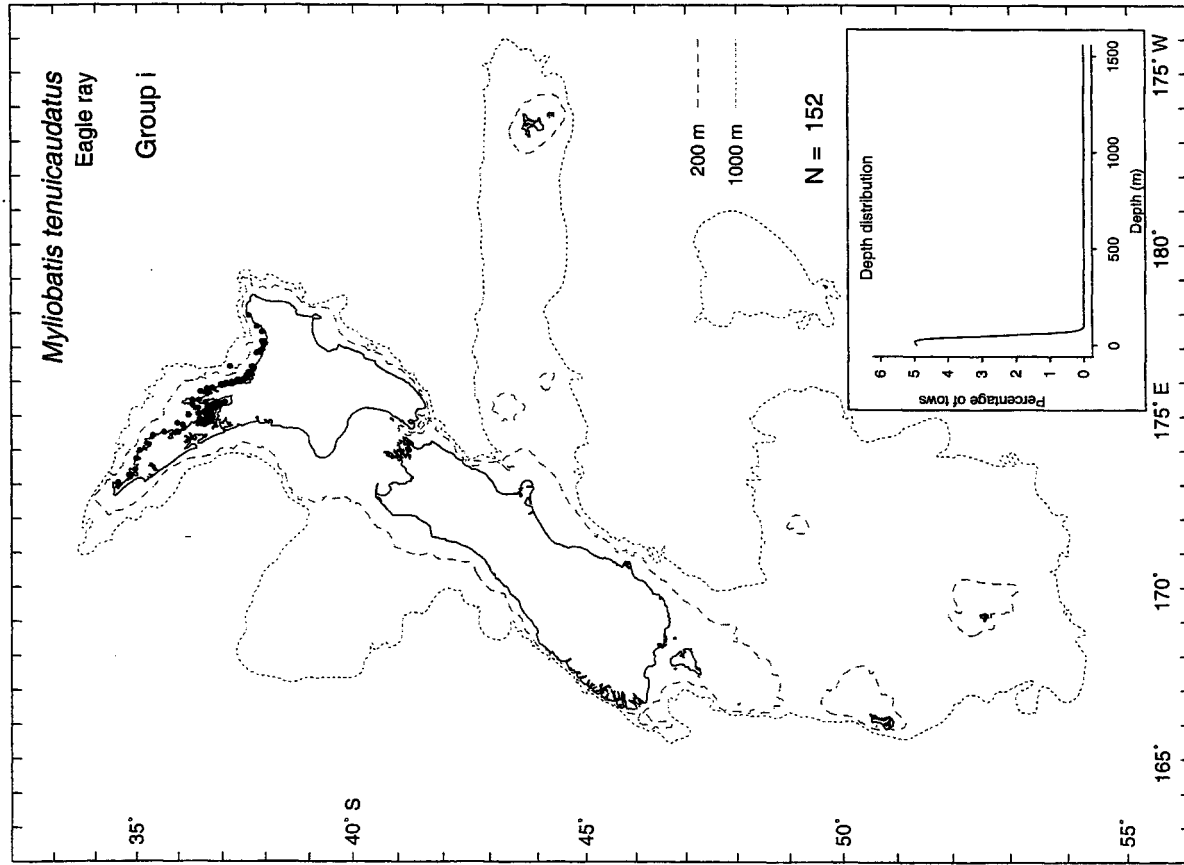 Myliobatis tenuicaudatus
Eagle ray
Group i
35˚
40˚ S
45˚
50˚
55˚
165˚
170˚
175˚ E
180˚
175˚ W
200 m
1000 m
N = 152
Depth distribution
Percentage of tows
6
5
4
3
2
1
0
0
500
1000
1500
Depth (m)